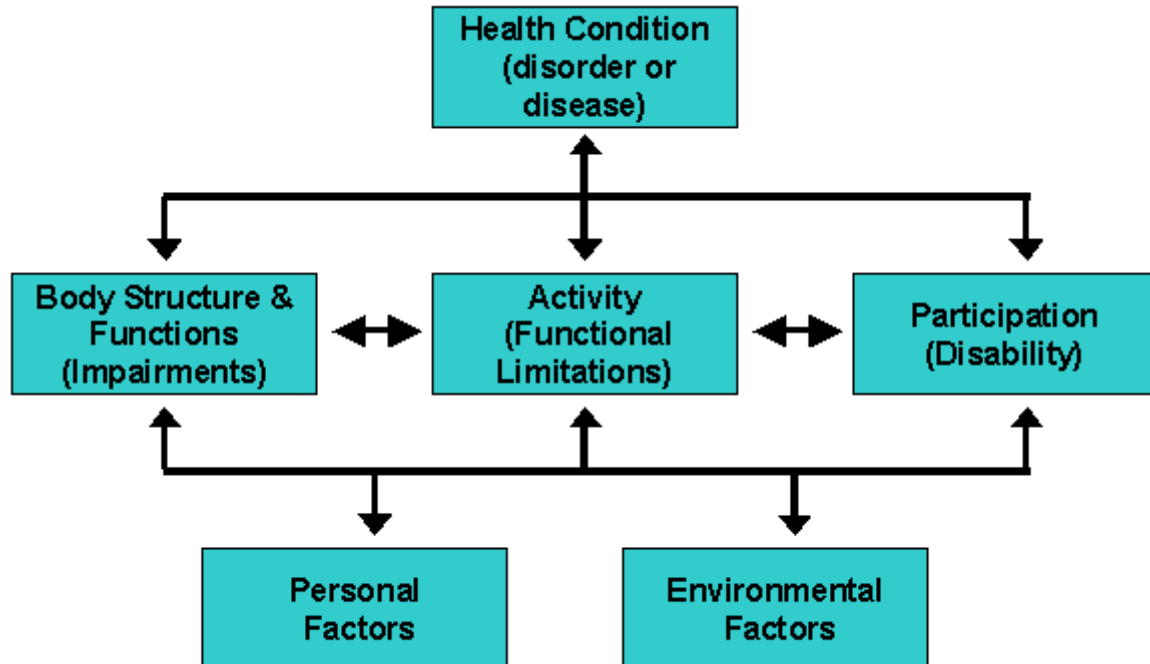 Health Condition
(disorder or
disease)
Body Structure &
Functions
(Impairments)
Activity
(Functional
Limitations)
Participation
(Disability)
Personal
Factors
Environmental
Factors